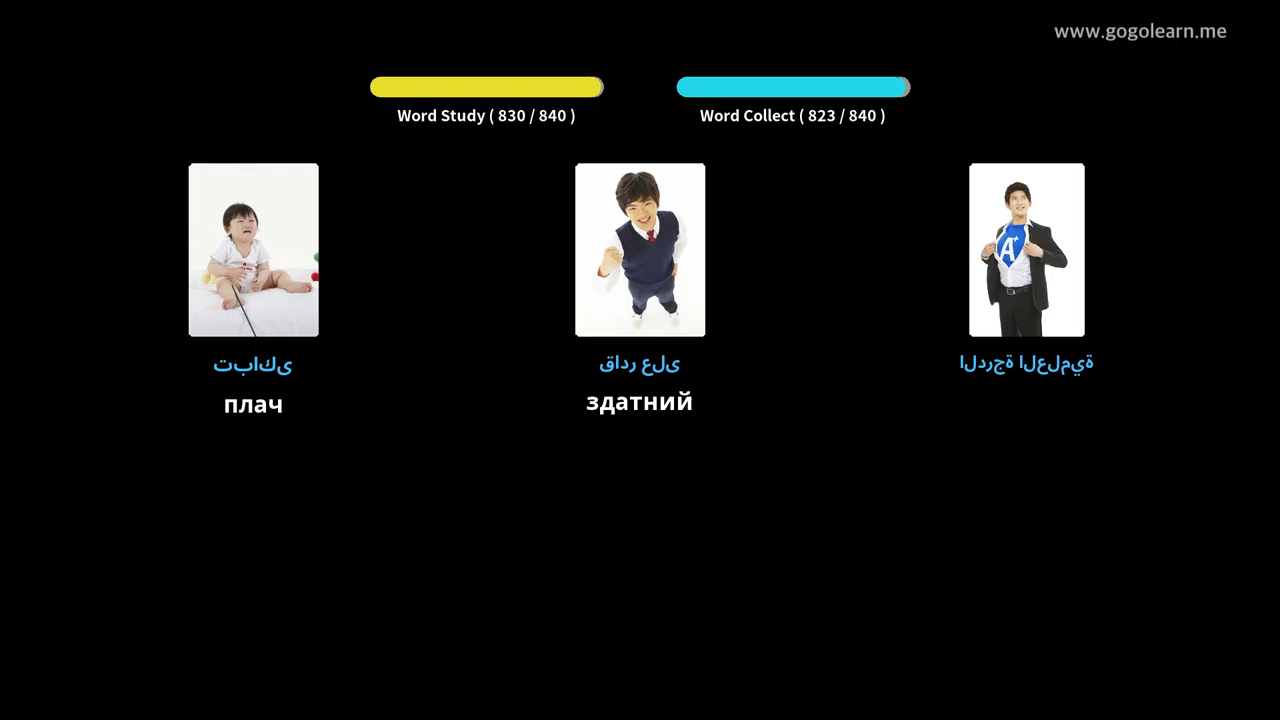 www.gogolearn.me
Word Study ( 830 / 840 )
Word Collect ( 823 / 840 )
A+
تباكى
قادر على
الدرجة العلمية
плач
здатний